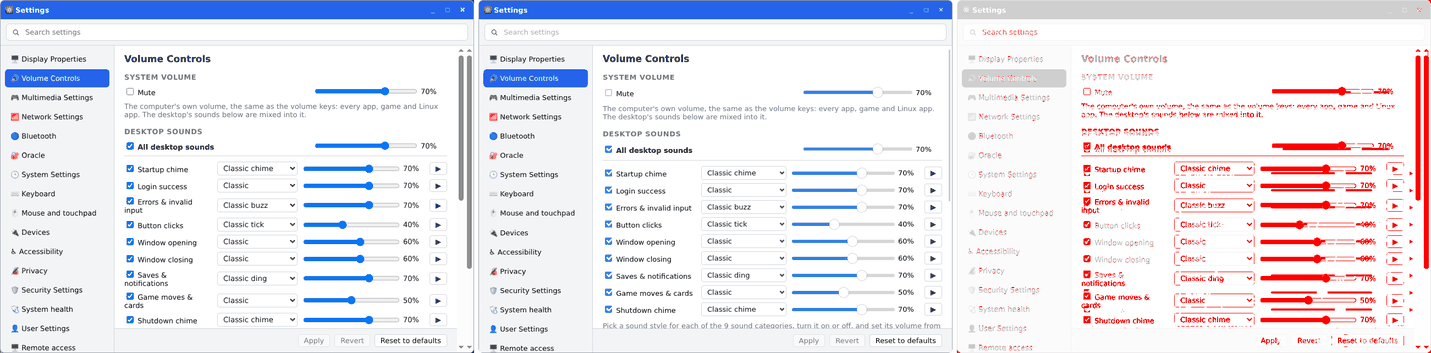 Settings
Search settings
Display Properties
Volume Controls
Multimedia Settings
Network Settings
Bluetooth
Oracle
System Settings
Keyboard
Mouse and touchpad
Devices
Accessibility
Privacy
Security Settings
System health
User Settings
Remote access
Volume Controls
SYSTEM VOLUME
Mute 70%
The computer's own volume, the same as the volume keys: every app, game and Linux
app. The desktop's sounds below are mixed into it.
DESKTOP SOUNDS
All desktop sounds 70%
Startup chime Classic chime 70%
Login success Classic 70%
Errors & invalid
input Classic buzz 70%
Button clicks Classic tick 40%
Window opening Classic 60%
Window closing Classic 60%
Saves &
notifications Classic ding 70%
Game moves &
cards Classic 50%
Shutdown chime Classic chime 70%
Apply Revert Reset to defaults
Settings
Search settings
Display Properties
Volume Controls
Multimedia Settings
Network Settings
Bluetooth
Oracle
System Settings
Keyboard
Mouse and touchpad
Devices
Accessibility
Privacy
Security Settings
System health
User Settings
Remote access
Volume Controls
SYSTEM VOLUME
Mute 70%
The computer's own volume, the same as the volume keys: every app, game and Linux app.
The desktop's sounds below are mixed into it.
DESKTOP SOUNDS
All desktop sounds 70%
Startup chime Classic chime 70%
Login success Classic 70%
Errors & invalid input Classic buzz 70%
Button clicks Classic tick 40%
Window opening Classic 60%
Window closing Classic 60%
Saves & notifications Classic ding 70%
Game moves & cards Classic 50%
Shutdown chime Classic chime 70%
Pick a sound style for each of the 9 sound categories, turn it on or off, and set its volume from
Apply Revert Reset to defaults
Settings
Search settings
Display Properties
Volume Controls
Multimedia Settings
Network Settings
Bluetooth
Oracle
System Settings
Keyboard
Mouse and touchpad
Devices
Accessibility
Privacy
Security Settings
System health
User Settings
Remote access
Volume Controls
SYSTEM VOLUME
Mute 70%
The computer's own volume, the same as the volume keys: every app, game and Linux
app. The desktop's sounds below are mixed into it.
DESKTOP SOUNDS
All desktop sounds 70%
Startup chime Classic chime 70%
Login success Classic 70%
Errors & invalid
input Classic buzz 70%
Button clicks Classic tick 40%
Window opening Classic 60%
Window closing Classic 60%
Saves &
notifications Classic ding 70%
Game moves &
cards Classic 50%
Shutdown chime Classic chime 70%
Apply Revert Reset to defaults